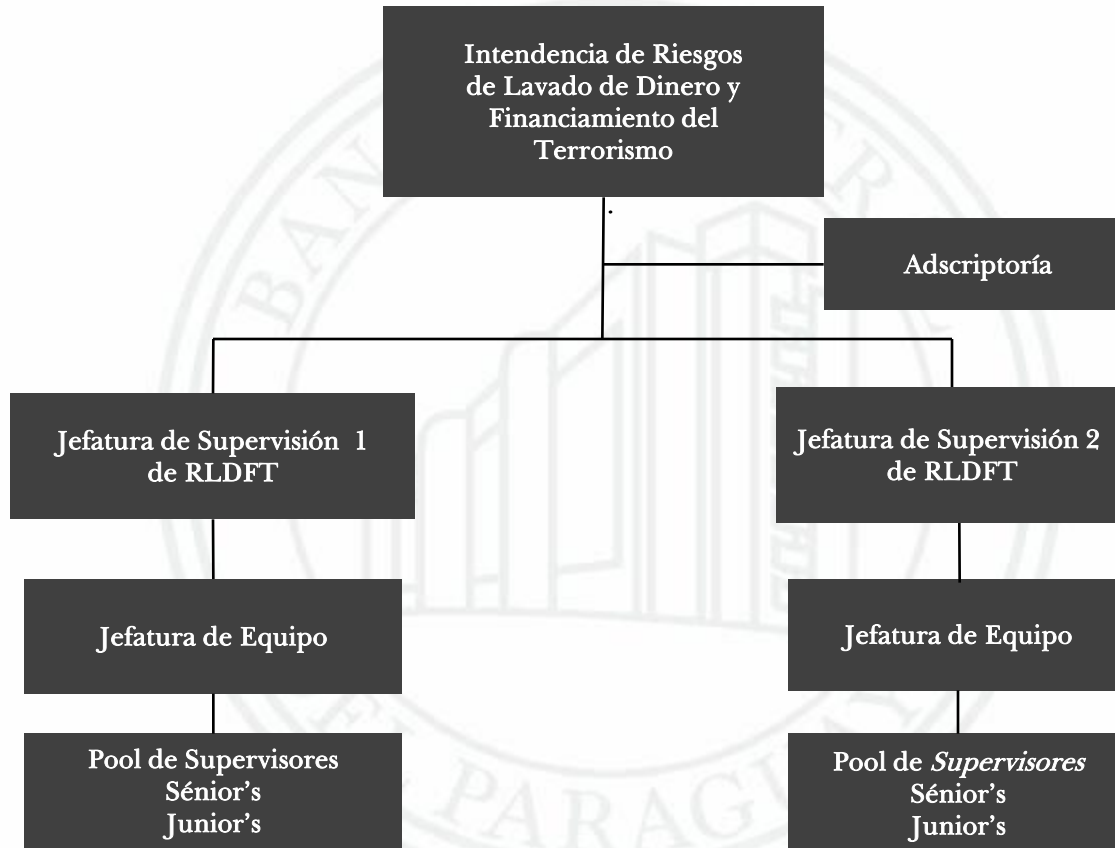 Intendencia de Riesgos
de Lavado de Dinero y
Financiamiento del
Terrorismo
.
Adscriptoría
Jefatura de Supervisión 1
de RLDFT
Jefatura de Supervisión 2
de RLDFT
Jefatura de Equipo
Jefatura de Equipo
Pool de Supervisores
Sénior’s
Junior’s
Pool de Supervisores
Sénior’s
Junior’s